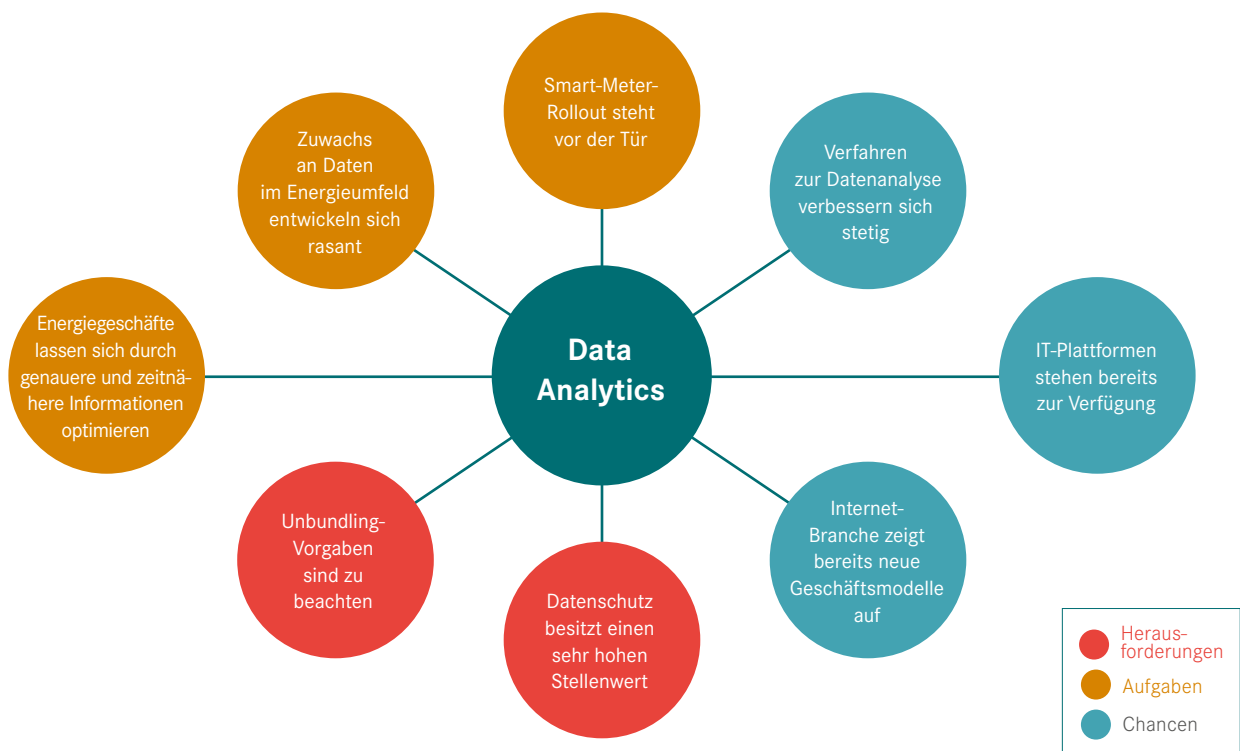 Smart-Meter-
Rollout steht
vor der Tür
Zuwachs
an Daten
im Energieumfeld
entwickeln sich
rasant
Verfahren
zur Datenanalyse
verbessern sich
stetig
Energiegeschäfte
lassen sich durch
genauere und zeitnä-
here Informationen
optimieren
Data
Analytics
IT-Plattformen
stehen bereits
zur Verfügung
Unbundling-
Vorgaben
sind zu
beachten
Datenschutz
besitzt einen
sehr hohen
Stellenwert
Internet-
Branche zeigt
bereits neue
Geschäftsmodelle
auf
Heraus-
forderungen
Aufgaben
Chancen